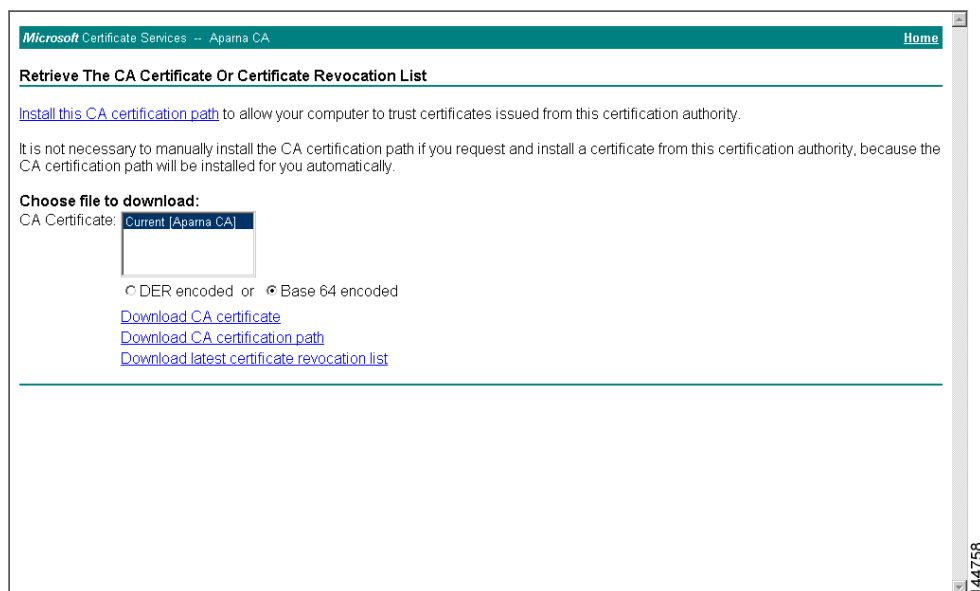 Microsoft Certificate Services -- Aparna CA Home
Retrieve The CA Certificate Or Certificate Revocation List
Install this CA certification path to allow your computer to trust certificates issued from this certification authority.
It is not necessary to manually install the CA certification path if you request and install a certificate from this certification authority, because the
CA certification path will be installed for you automatically.
Choose file to download:
CA Certificate: Current [Aparna CA]
DER encoded or Base 64 encoded
Download CA certificate
Download CA certification path
Download latest certificate revocation list
144758